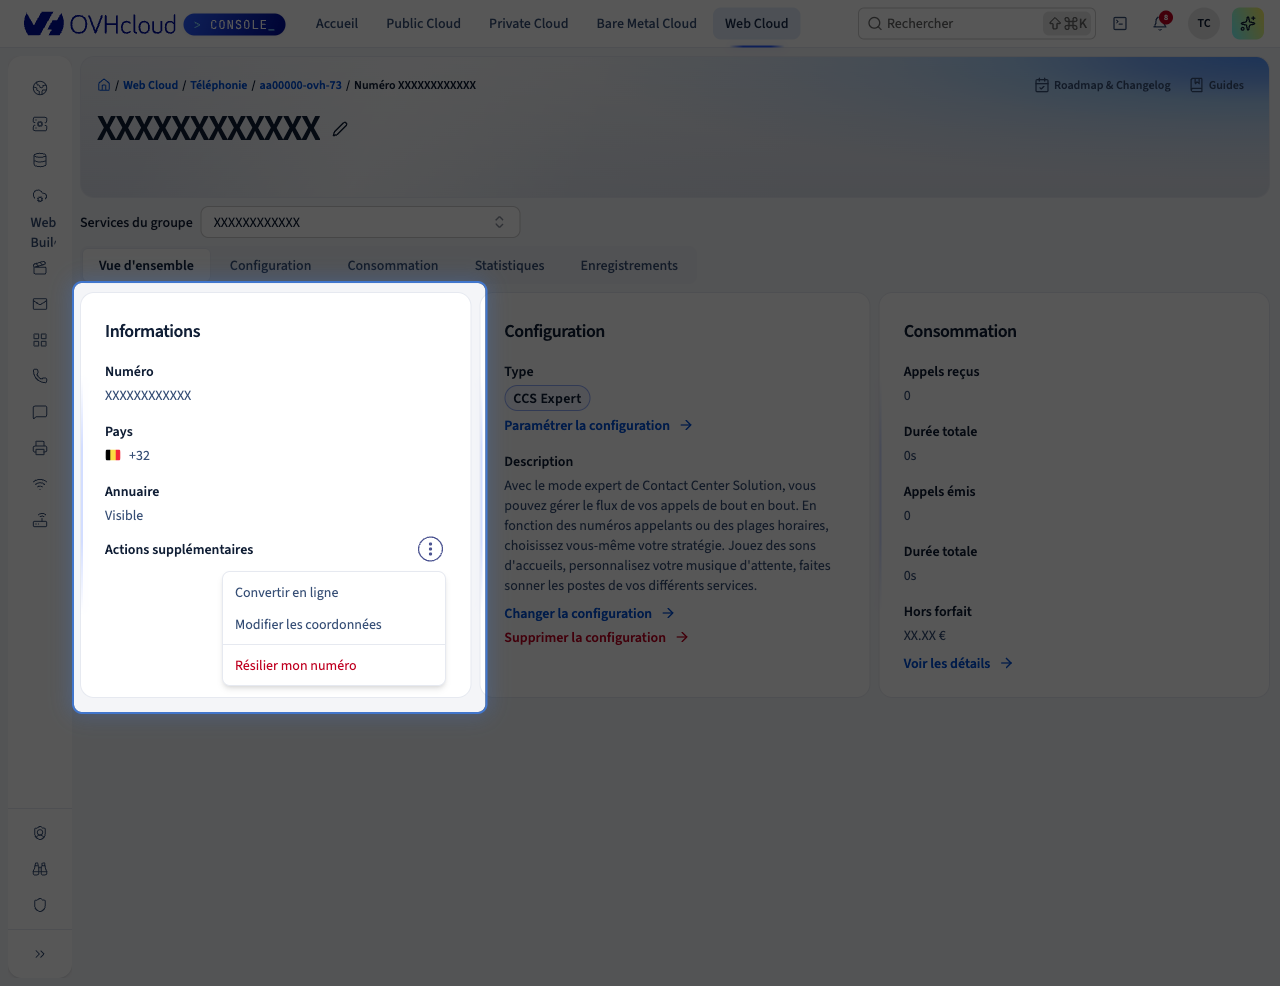 OVHcloud > CONSOLE_
Accueil
Public Cloud
Private Cloud
Bare Metal Cloud
Web Cloud
Rechercher
⇧⌘K
8
TC
/ Web Cloud / Téléphonie / aa00000-ovh-73 / Numéro XXXXXXXXXXXX
Roadmap & Changelog
Guides
XXXXXXXXXXXX
Web
Buil
Services du groupe
XXXXXXXXXXXX
Vue d'ensemble
Configuration
Consommation
Statistiques
Enregistrements
Informations
Numéro
XXXXXXXXXXXX
Pays
+32
Annuaire
Visible
Actions supplémentaires
Convertir en ligne
Modifier les coordonnées
Résilier mon numéro
Configuration
Type
CCS Expert
Paramétrer la configuration
Description
Avec le mode expert de Contact Center Solution, vous
pouvez gérer le flux de vos appels de bout en bout. En
fonction des numéros appelants ou des plages horaires,
choisissez vous-même votre stratégie. Jouez des sons
d'accueils, personnalisez votre musique d'attente, faites
sonner les postes de vos différents services.
Changer la configuration
Supprimer la configuration
Consommation
Appels reçus
0
Durée totale
0s
Appels émis
0
Durée totale
0s
Hors forfait
XX.XX €
Voir les détails